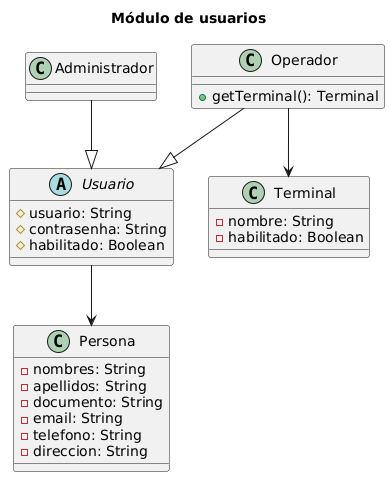 Módulo de usuarios
C Administrador
C Operador
getTerminal(): Terminal
A Usuario
usuario: String
contrasenha: String
habilitado: Boolean
C Terminal
nombre: String
habilitado: Boolean
C Persona
nombres: String
apellidos: String
documento: String
email: String
telefono: String
direccion: String